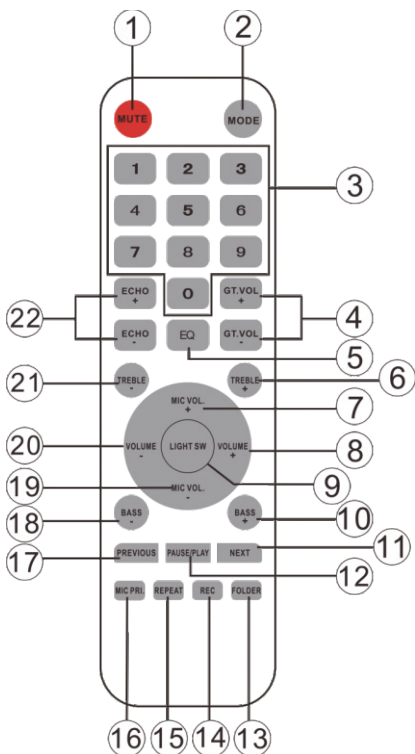 1 2
MUTE MODE
1 2 3
3
4 5 6
7 8 9
ECHO + 0 GT.VOL +
22 4
ECHO - EQ GT.VOL -
5
21 TREBLE - TREBLE + 6
MIC VOL. +
7
20 VOLUME - LIGHT SW VOLUME + 8
19 MIC VOL. - 9
18 BASS - BASS + 10
17 PREVIOUS PAUSE/PLAY NEXT 11
12
MIC PRI. REPEAT REC FOLDER
16 15 14 13